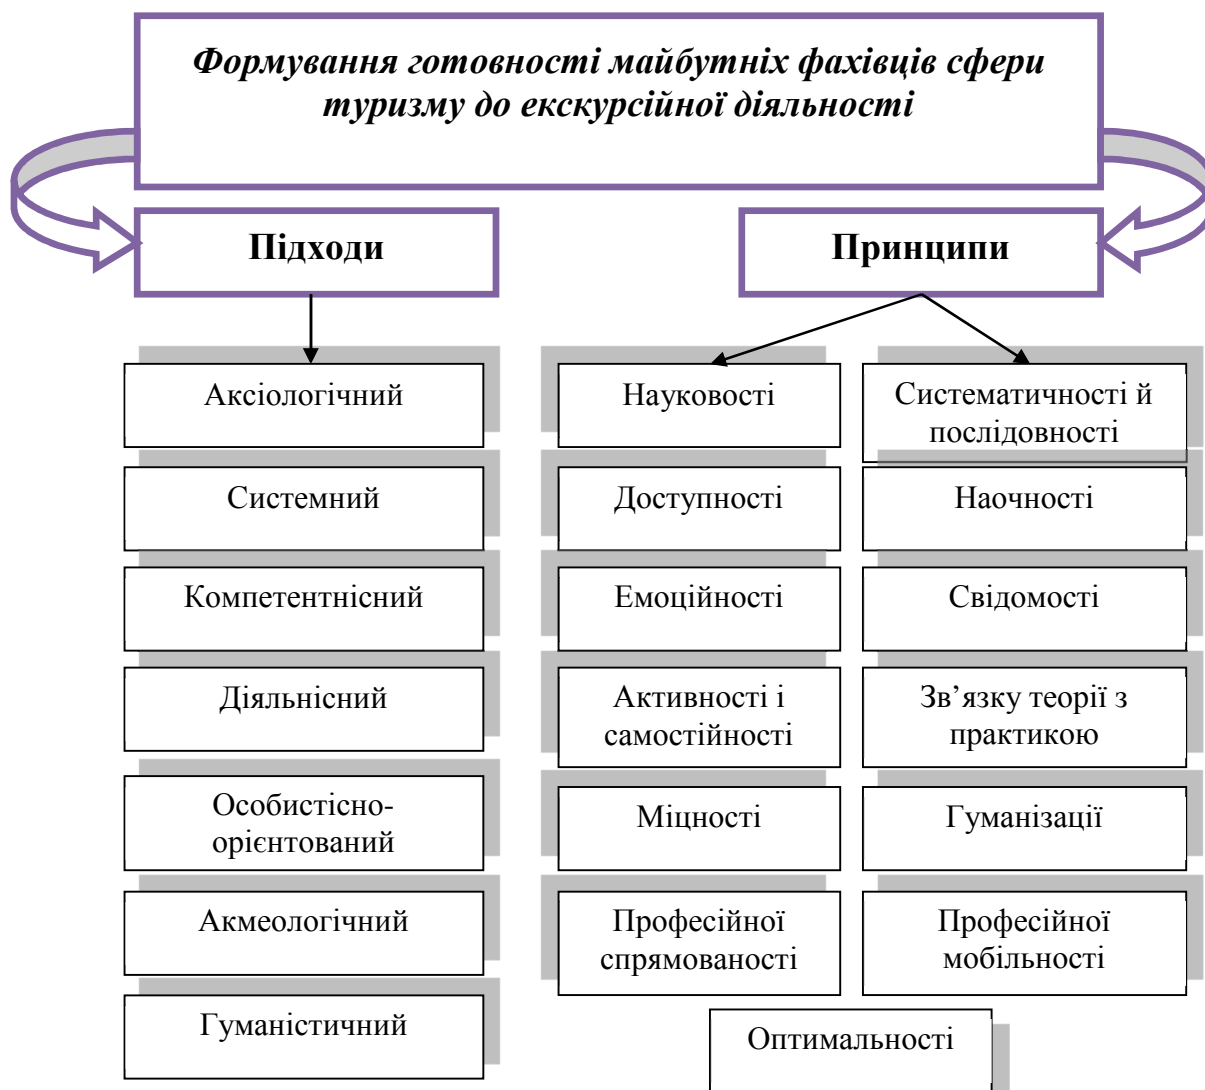 Формування готовності майбутніх фахівців сфери
туризму до екскурсійної діяльності
Підходи
Принципи
Аксіологічний
Системний
Компетентнісний
Діяльнісний
Особистісно-
орієнтований
Акмеологічний
Гуманістичний
Науковості
Систематичності й
послідовності
Доступності
Наочності
Емоційності
Свідомості
Активності і
самостійності
Зв’язку теорії з
практикою
Міцності
Гуманізації
Професійної
спрямованості
Професійної
мобільності
Оптимальності